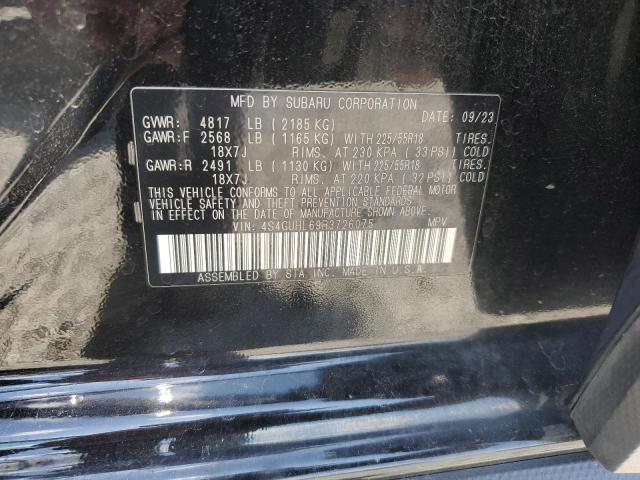 MFD BY SUBARU CORPORATION DATE: 09/23
GVWR: 4817 LB (2185 KG)
GAWR:F 2568 LB (1165 KG) WITH 225/55R18 TIRES.
18X7J RIMS. AT 230 KPA (33 PSI) COLD
GAWR:R 2491 LB (1130 KG) WITH 225/55R18 TIRES.
18X7J RIMS. AT 220 KPA (32 PSI) COLD
THIS VEHICLE CONFORMS TO ALL APPLICABLE FEDERAL MOTOR
VEHICLE SAFETY AND THEFT PREVENTION STANDARDS
IN EFFECT ON THE DATE OF MANUFACTURE SHOWN ABOVE.
VIN: 4S4GUHL69R3726075 MPV
ASSEMBLED BY SIA INC. MADE IN U.S.A.